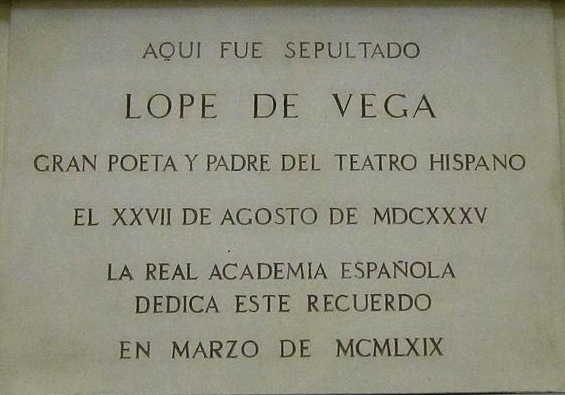 AQUI FUE SEPULTADO
LOPE DE VEGA
GRAN POETA Y PADRE DEL TEATRO HISPANO
EL XXVII DE AGOSTO DE MDCXXXV
LA REAL ACADEMIA ESPAÑOLA
DEDICA ESTE RECUERDO
EN MARZO DE MCMLXIX